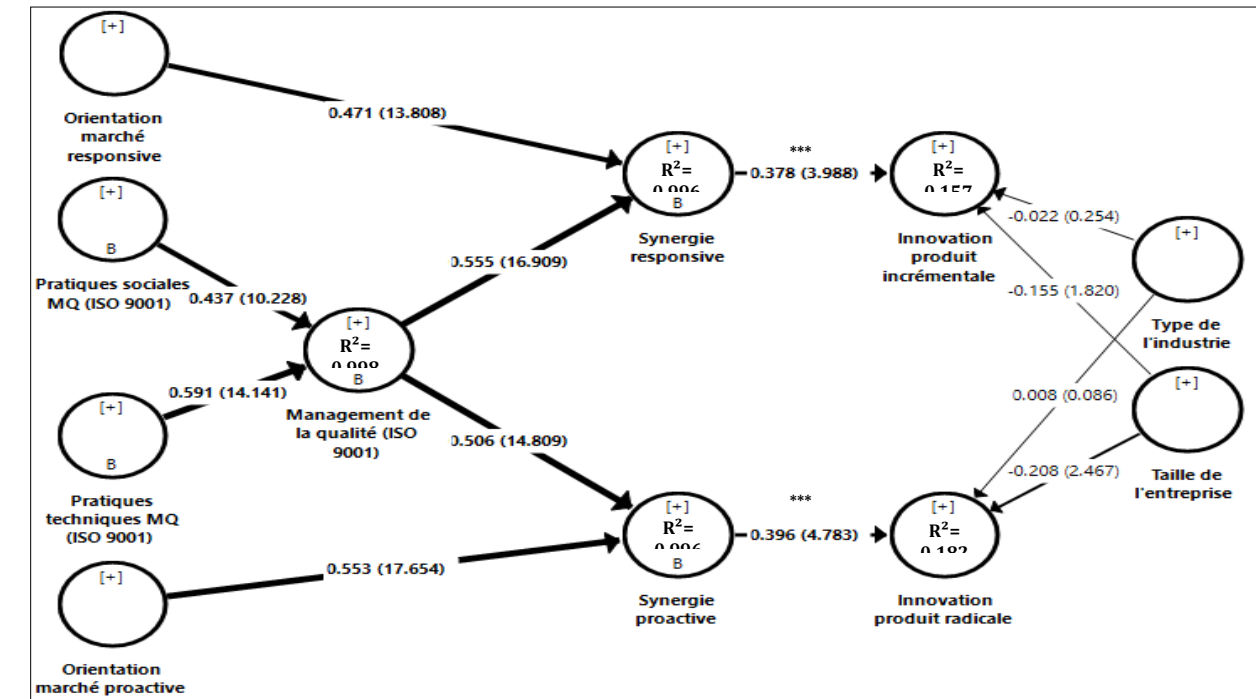 [+]
Orientation
marché
responsive
0.471 (13.808)
[+]
B
Pratiques sociales
MQ (ISO 9001)
0.437 (10.228)
[+]
B
Pratiques
techniques MQ
(ISO 9001)
0.591 (14.141)
[+]
Orientation
marché proactive
0.553 (17.654)
[+]
R²=
B
Management de
la qualité (ISO
9001)
0.555 (16.909)
0.506 (14.809)
[+]
R²=
B
Synergie
responsive
***
0.378 (3.988)
[+]
R²=
B
Synergie
proactive
***
0.396 (4.783)
[+]
R²=
Innovation
produit
incrémentale
[+]
R²=
Innovation
produit radicale
-0.022 (0.254)
-0.155 (1.820)
0.008 (0.086)
-0.208 (2.467)
[+]
Type de
l'industrie
[+]
Taille de
l'entreprise